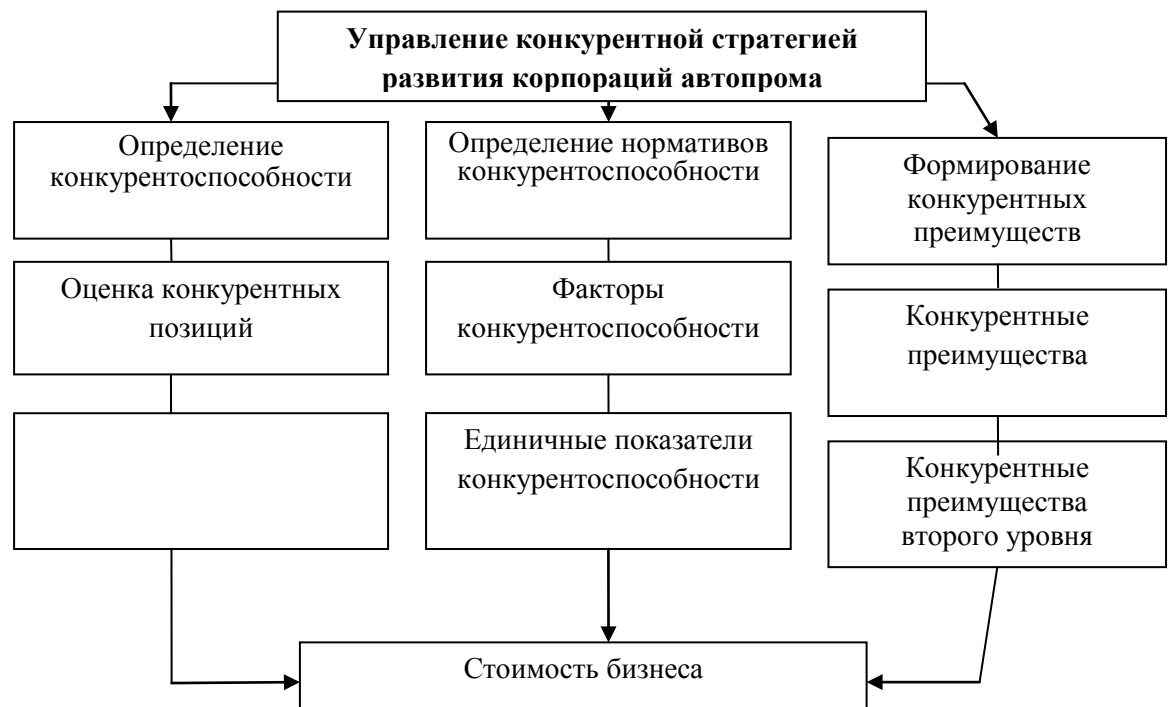 Управление конкурентной стратегией
развития корпораций автопрома
Определение
конкурентоспособности
Определение нормативов
конкурентоспособности
Формирование
конкурентных
преимуществ
Оценка конкурентных
позиций
Факторы
конкурентоспособности
Конкурентные
преимущества
Единичные показатели
конкурентоспособности
Конкурентные
преимущества
второго уровня
Стоимость бизнеса